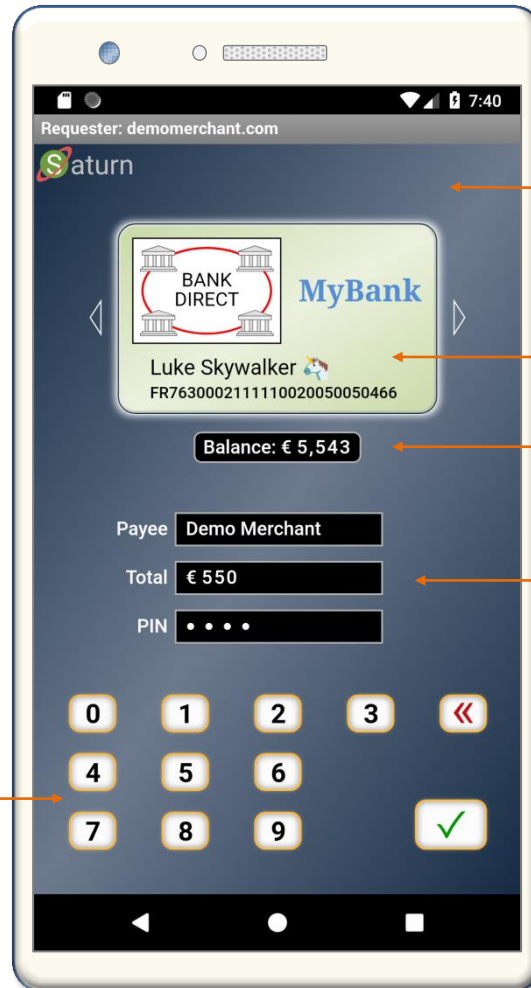 7:40
Requester: demomerchant.com
Saturn
BANK
DIRECT
MyBank
Luke Skywalker 🦄
FR7630002111110020050050466
Balance: € 5,543
Payee Demo Merchant
Total € 550
PIN ● ● ● ●
0 1 2 3 «
4 5 6
7 8 9 ✓